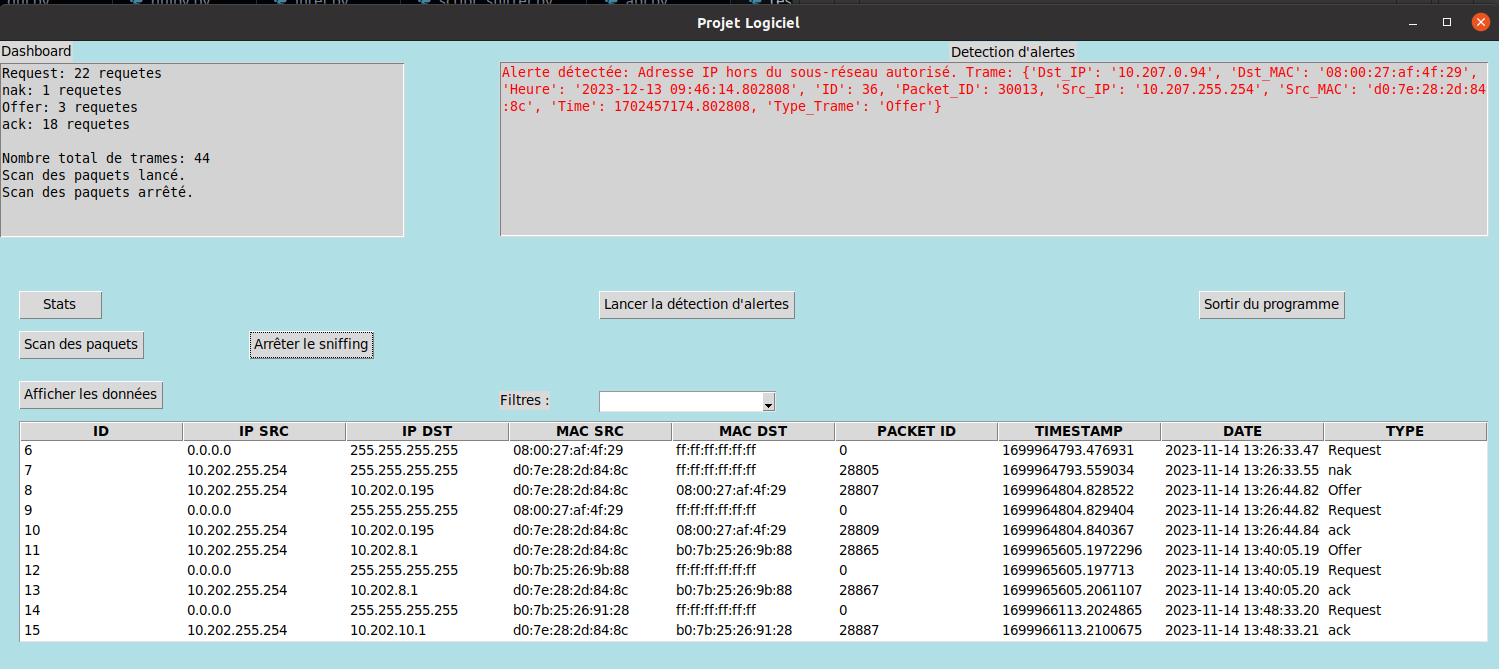 Projet Logiciel
Dashboard
Detection d'alertes
Request: 22 requetes
nak: 1 requetes
Offer: 3 requetes
ack: 18 requetes
Nombre total de trames: 44
Scan des paquets lancé.
Scan des paquets arrêté.
Alerte détectée: Adresse IP hors du sous-réseau autorisé. Trame: {'Dst_IP': '10.207.0.94', 'Dst_MAC': '08:00:27:af:4f:29',
'Heure': '2023-12-13 09:46:14.802808', 'ID': 36, 'Packet_ID': 30013, 'Src_IP': '10.207.255.254', 'Src_MAC': 'd0:7e:28:2d:84
:8c', 'Time': 1702457174.802808, 'Type_Trame': 'Offer'}
Stats
Lancer la détection d'alertes
Sortir du programme
Scan des paquets
Arrêter le sniffing
Afficher les données
Filtres :
ID IP SRC IP DST MAC SRC MAC DST PACKET ID TIMESTAMP DATE TYPE
6 0.0.0.0 255.255.255.255 08:00:27:af:4f:29 ff:ff:ff:ff:ff:ff 0 1699964793.476931 2023-11-14 13:26:33.47 Request
7 10.202.255.254 255.255.255.255 d0:7e:28:2d:84:8c ff:ff:ff:ff:ff:ff 28805 1699964793.559034 2023-11-14 13:26:33.55 nak
8 10.202.255.254 10.202.0.195 d0:7e:28:2d:84:8c 08:00:27:af:4f:29 28807 1699964804.828522 2023-11-14 13:26:44.82 Offer
9 0.0.0.0 255.255.255.255 08:00:27:af:4f:29 ff:ff:ff:ff:ff:ff 0 1699964804.829404 2023-11-14 13:26:44.82 Request
10 10.202.255.254 10.202.0.195 d0:7e:28:2d:84:8c 08:00:27:af:4f:29 28809 1699964804.840367 2023-11-14 13:26:44.84 ack
11 10.202.255.254 10.202.8.1 d0:7e:28:2d:84:8c b0:7b:25:26:9b:88 28865 1699965605.1972296 2023-11-14 13:40:05.19 Offer
12 0.0.0.0 255.255.255.255 b0:7b:25:26:9b:88 ff:ff:ff:ff:ff:ff 0 1699965605.197713 2023-11-14 13:40:05.19 Request
13 10.202.255.254 10.202.8.1 d0:7e:28:2d:84:8c b0:7b:25:26:9b:88 28867 1699965605.2061107 2023-11-14 13:40:05.20 ack
14 0.0.0.0 255.255.255.255 b0:7b:25:26:91:28 ff:ff:ff:ff:ff:ff 0 1699966113.2024865 2023-11-14 13:48:33.20 Request
15 10.202.255.254 10.202.10.1 d0:7e:28:2d:84:8c b0:7b:25:26:91:28 28887 1699966113.2100675 2023-11-14 13:48:33.21 ack